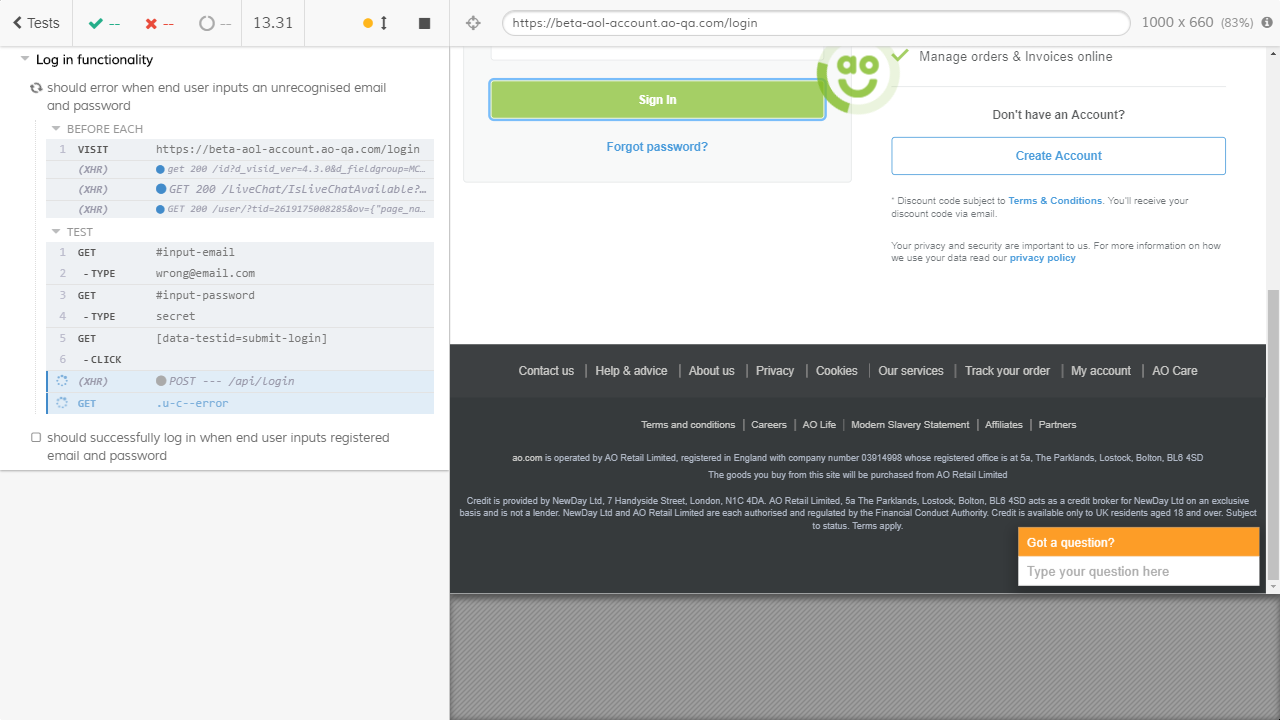 Tests
--
--
--
13.31
https://beta-aol-account.ao-qa.com/login
1000 x 660 (83%)
Log in functionality
should error when end user inputs an unrecognised email
and password
BEFORE EACH
1 VISIT https://beta-aol-account.ao-qa.com/login
(XHR) get 200 /id?d_visid_ver=4.3.0&d_fieldgroup=MC…
(XHR) GET 200 /LiveChat/IsLiveChatAvailable?…
(XHR) GET 200 /user/?tid=2619175008285&ov={"page_na…
TEST
1 GET #input-email
2 -TYPE wrong@email.com
3 GET #input-password
4 -TYPE secret
5 GET [data-testid=submit-login]
6 -CLICK
(XHR) POST --- /api/login
GET .u-c--error
should successfully log in when end user inputs registered
email and password
ao
Manage orders & Invoices online
Sign In
Forgot password?
Don't have an Account?
Create Account
* Discount code subject to Terms & Conditions. You'll receive your
discount code via email.
Your privacy and security are important to us. For more information on how
we use your data read our privacy policy
Contact us | Help & advice | About us | Privacy | Cookies | Our services | Track your order | My account | AO Care
Terms and conditions | Careers | AO Life | Modern Slavery Statement | Affiliates | Partners
ao.com is operated by AO Retail Limited, registered in England with company number 03914998 whose registered office is at 5a, The Parklands, Lostock, Bolton, BL6 4SD
The goods you buy from this site will be purchased from AO Retail Limited
Credit is provided by NewDay Ltd, 7 Handyside Street, London, N1C 4DA. AO Retail Limited, 5a The Parklands, Lostock, Bolton, BL6 4SD acts as a credit broker for NewDay Ltd on an exclusive
basis and is not a lender. NewDay Ltd and AO Retail Limited are each authorised and regulated by the Financial Conduct Authority. Credit is available only to UK residents aged 18 and over. Subject
to status. Terms apply.
Got a question?
Type your question here